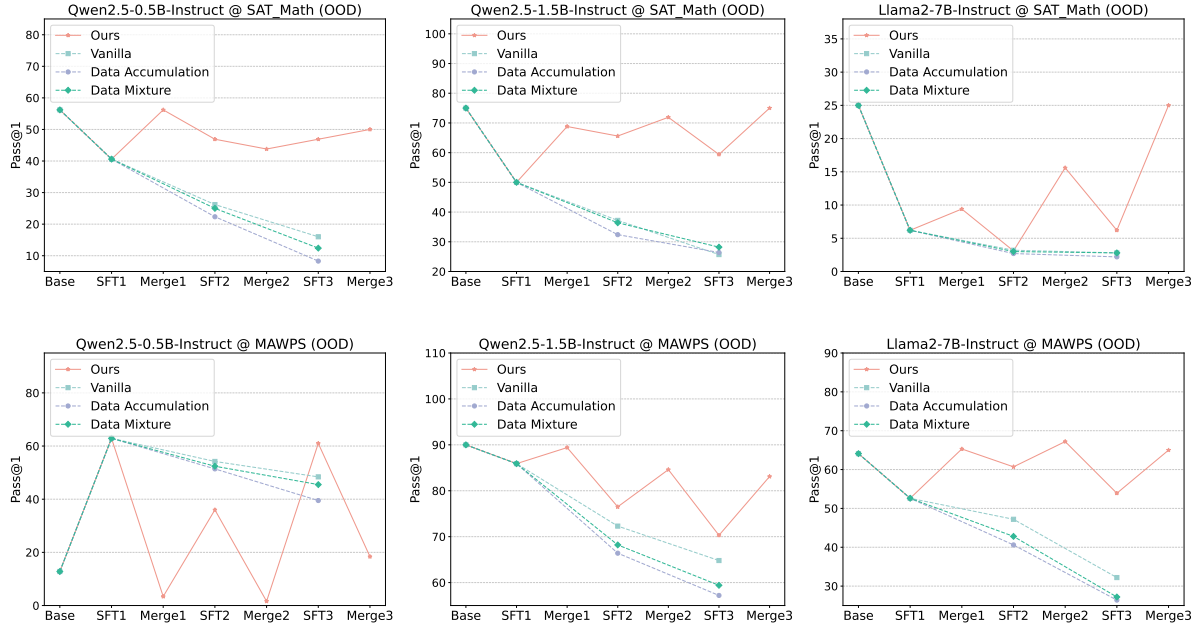 Qwen2.5-0.5B-Instruct @ SAT_Math (OOD)
Pass@1
80
70
60
50
40
30
20
10
Ours
Vanilla
Data Accumulation
Data Mixture
Base SFT1 Merge1 SFT2 Merge2 SFT3 Merge3
Qwen2.5-1.5B-Instruct @ SAT_Math (OOD)
Pass@1
100
90
80
70
60
50
40
30
20
Ours
Vanilla
Data Accumulation
Data Mixture
Base SFT1 Merge1 SFT2 Merge2 SFT3 Merge3
Llama2-7B-Instruct @ SAT_Math (OOD)
Pass@1
35
30
25
20
15
10
5
0
Ours
Vanilla
Data Accumulation
Data Mixture
Base SFT1 Merge1 SFT2 Merge2 SFT3 Merge3
Qwen2.5-0.5B-Instruct @ MAWPS (OOD)
Pass@1
80
60
40
20
0
Ours
Vanilla
Data Accumulation
Data Mixture
Base SFT1 Merge1 SFT2 Merge2 SFT3 Merge3
Qwen2.5-1.5B-Instruct @ MAWPS (OOD)
Pass@1
110
100
90
80
70
60
Ours
Vanilla
Data Accumulation
Data Mixture
Base SFT1 Merge1 SFT2 Merge2 SFT3 Merge3
Llama2-7B-Instruct @ MAWPS (OOD)
Pass@1
90
80
70
60
50
40
30
Ours
Vanilla
Data Accumulation
Data Mixture
Base SFT1 Merge1 SFT2 Merge2 SFT3 Merge3